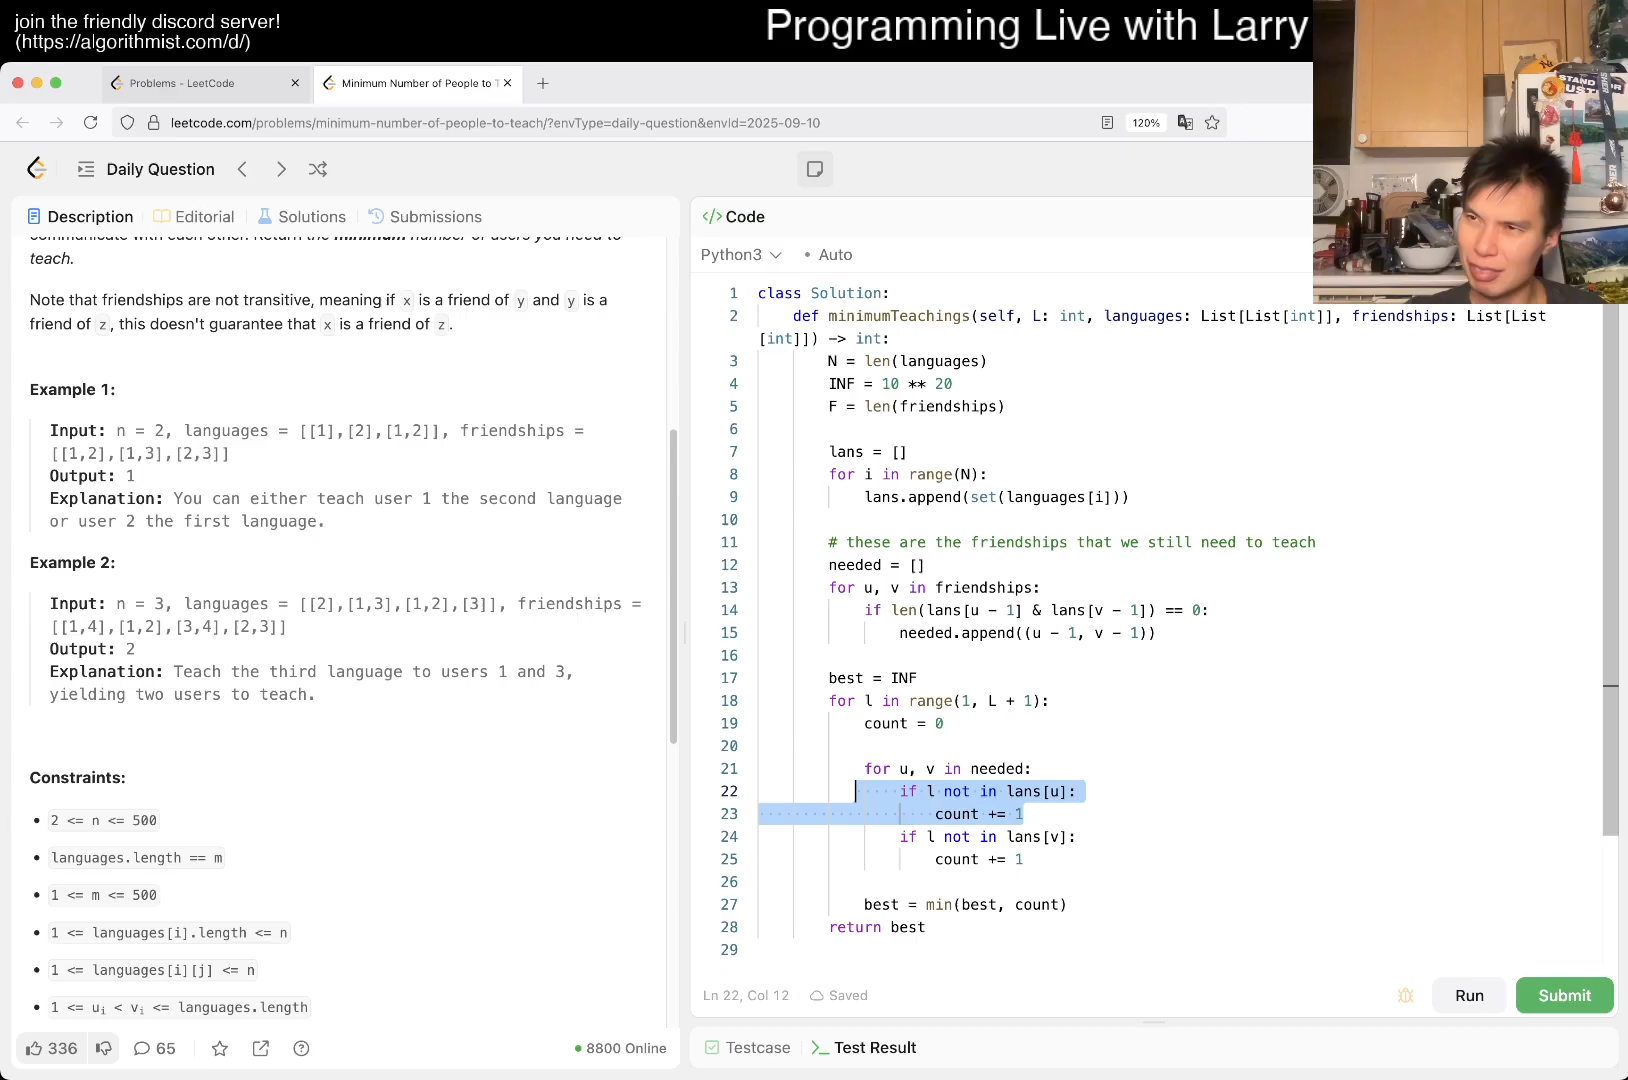 join the friendly discord server!
(https://algorithmist.com/d/)
Programming Live with Larry
Problems - LeetCode
Minimum Number of People to T
leetcode.com/problems/minimum-number-of-people-to-teach/?envType=daily-question&envId=2025-09-10
120%
Daily Question
Description
Editorial
Solutions
Submissions
communicate with each other. Return the minimum number of users you need to
teach.
Note that friendships are not transitive, meaning if x is a friend of y and y is a
friend of z, this doesn't guarantee that x is a friend of z.
Example 1:
Input: n = 2, languages = [[1],[2],[1,2]], friendships =
[[1,2],[1,3],[2,3]]
Output: 1
Explanation: You can either teach user 1 the second language
or user 2 the first language.
Example 2:
Input: n = 3, languages = [[2],[1,3],[1,2],[3]], friendships =
[[1,4],[1,2],[3,4],[2,3]]
Output: 2
Explanation: Teach the third language to users 1 and 3,
yielding two users to teach.
Constraints:
2 <= n <= 500
languages.length == m
1 <= m <= 500
1 <= languages[i].length <= n
1 <= languages[i][j] <= n
1 <= ui < vi <= languages.length
336
65
8800 Online
</> Code
Python3
Auto
1 class Solution:
2 def minimumTeachings(self, L: int, languages: List[List[int]], friendships: List[List
[int]]) -> int:
3 N = len(languages)
4 INF = 10 ** 20
5 F = len(friendships)
6
7 lans = []
8 for i in range(N):
9 lans.append(set(languages[i]))
10
11 # these are the friendships that we still need to teach
12 needed = []
13 for u, v in friendships:
14 if len(lans[u - 1] & lans[v - 1]) == 0:
15 needed.append((u - 1, v - 1))
16
17 best = INF
18 for l in range(1, L + 1):
19 count = 0
20
21 for u, v in needed:
22 if l not in lans[u]:
23 count += 1
24 if l not in lans[v]:
25 count += 1
26
27 best = min(best, count)
28 return best
29
Ln 22, Col 12
Saved
Run
Submit
Testcase
Test Result
STAND